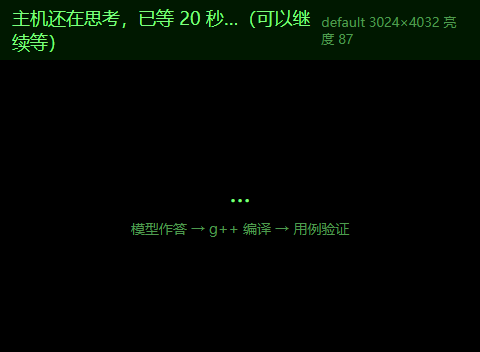 主机还在思考，已等 20 秒...（可以继
续等）
default 3024×4032 亮
度 87
...
模型作答 → g++ 编译 → 用例验证